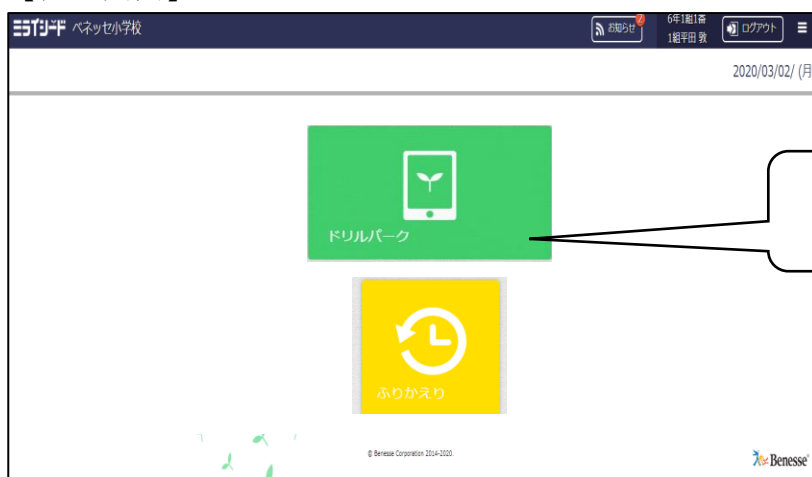 ミライシード ベネッセ小学校
お知らせ 2
6年1組1番
1組平田 敦
ログアウト
2020/03/02/ (月
ドリルパーク
ふりかえり
© Benesse Corporation 2014-2020.
Benesse®